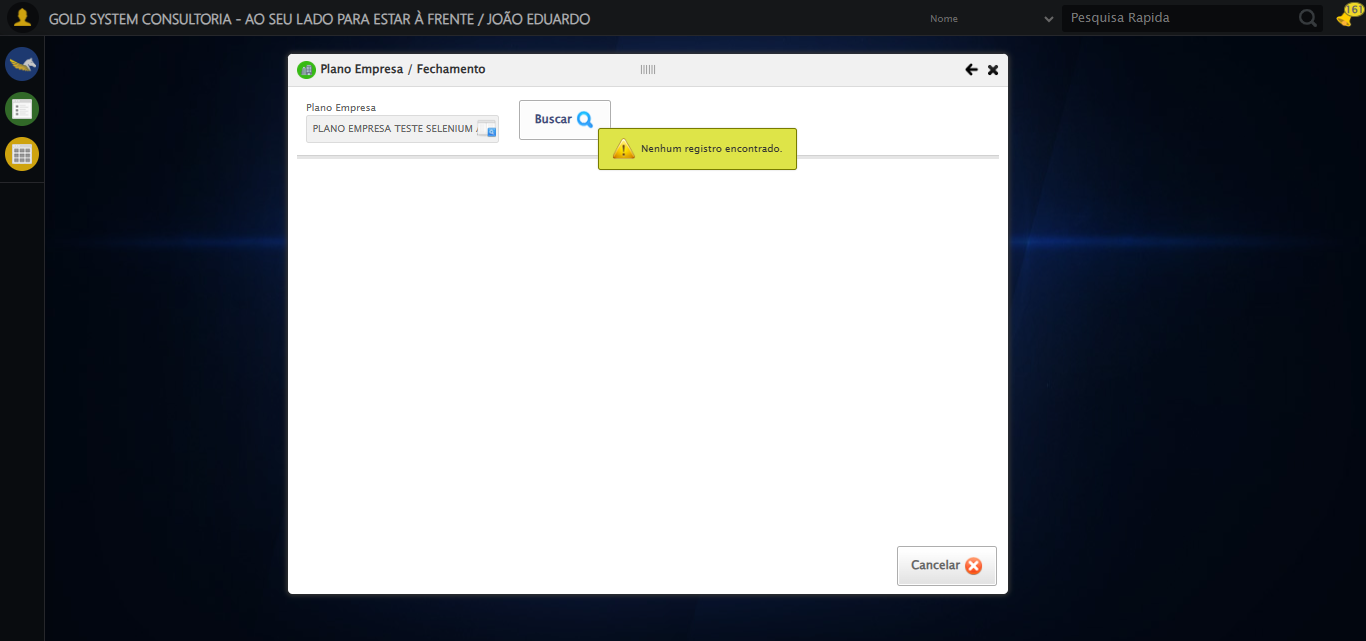 GOLD SYSTEM CONSULTORIA - AO SEU LADO PARA ESTAR À FRENTE / JOÃO EDUARDO
Nome
Pesquisa Rapida
161
Plano Empresa / Fechamento
Plano Empresa
PLANO EMPRESA TESTE SELENIUM
Buscar
Nenhum registro encontrado.
Cancelar